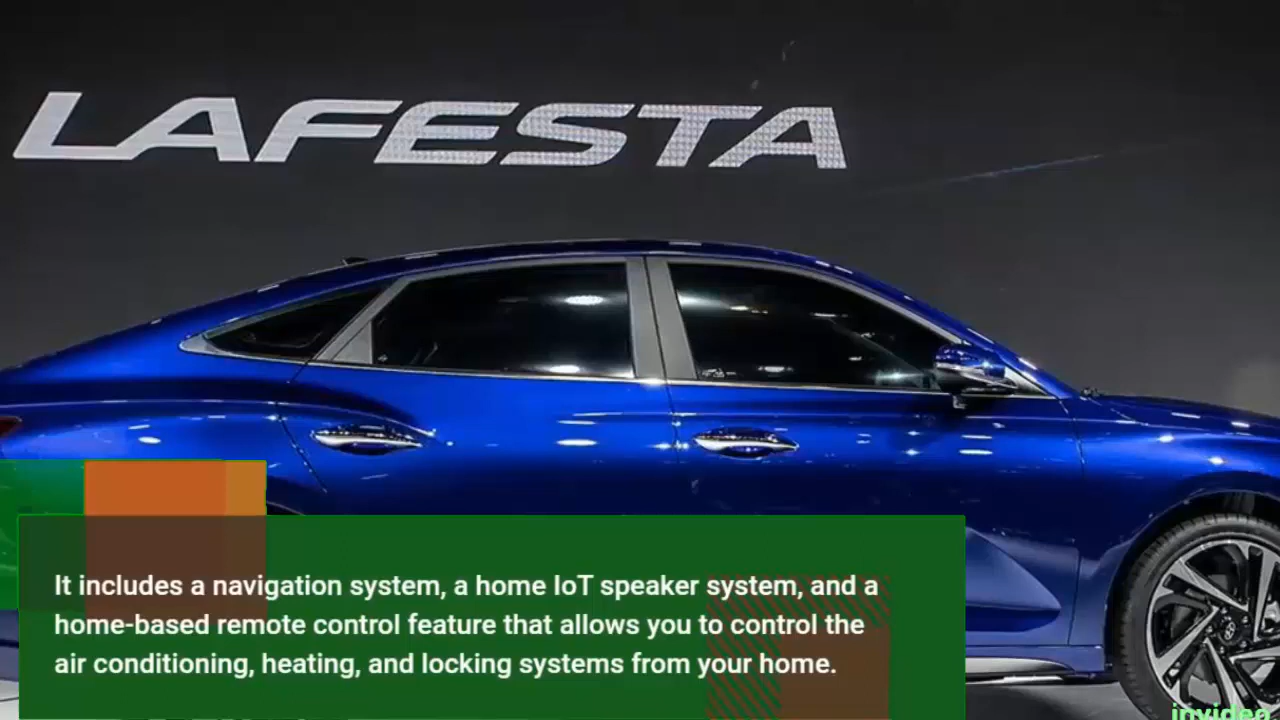 LAFESTA
It includes a navigation system, a home IoT speaker system, and a
home-based remote control feature that allows you to control the
air conditioning, heating, and locking systems from your home.
invideo